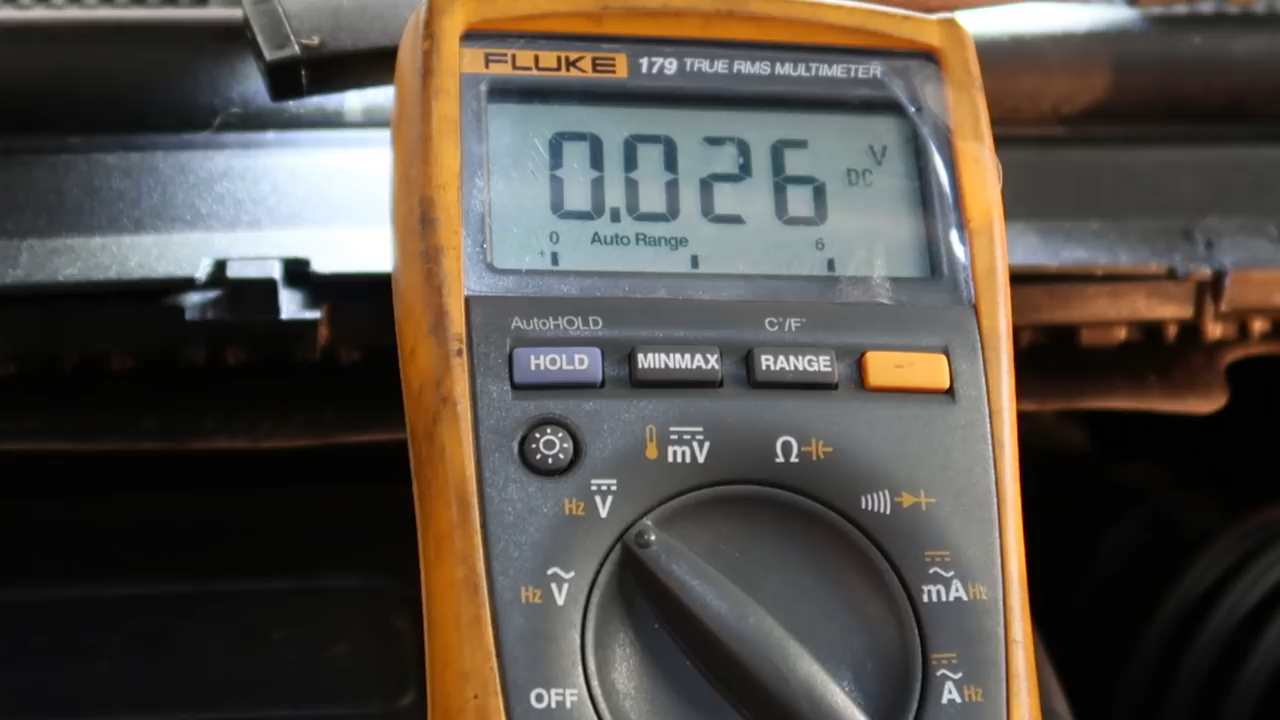 FLUKE 179 TRUE RMS MULTIMETER
0.026 V DC
0 Auto Range 6
+
AutoHOLD C°/F°
HOLD MINMAX RANGE
mV Ω
Hz V
Hz V mA Hz
OFF A Hz